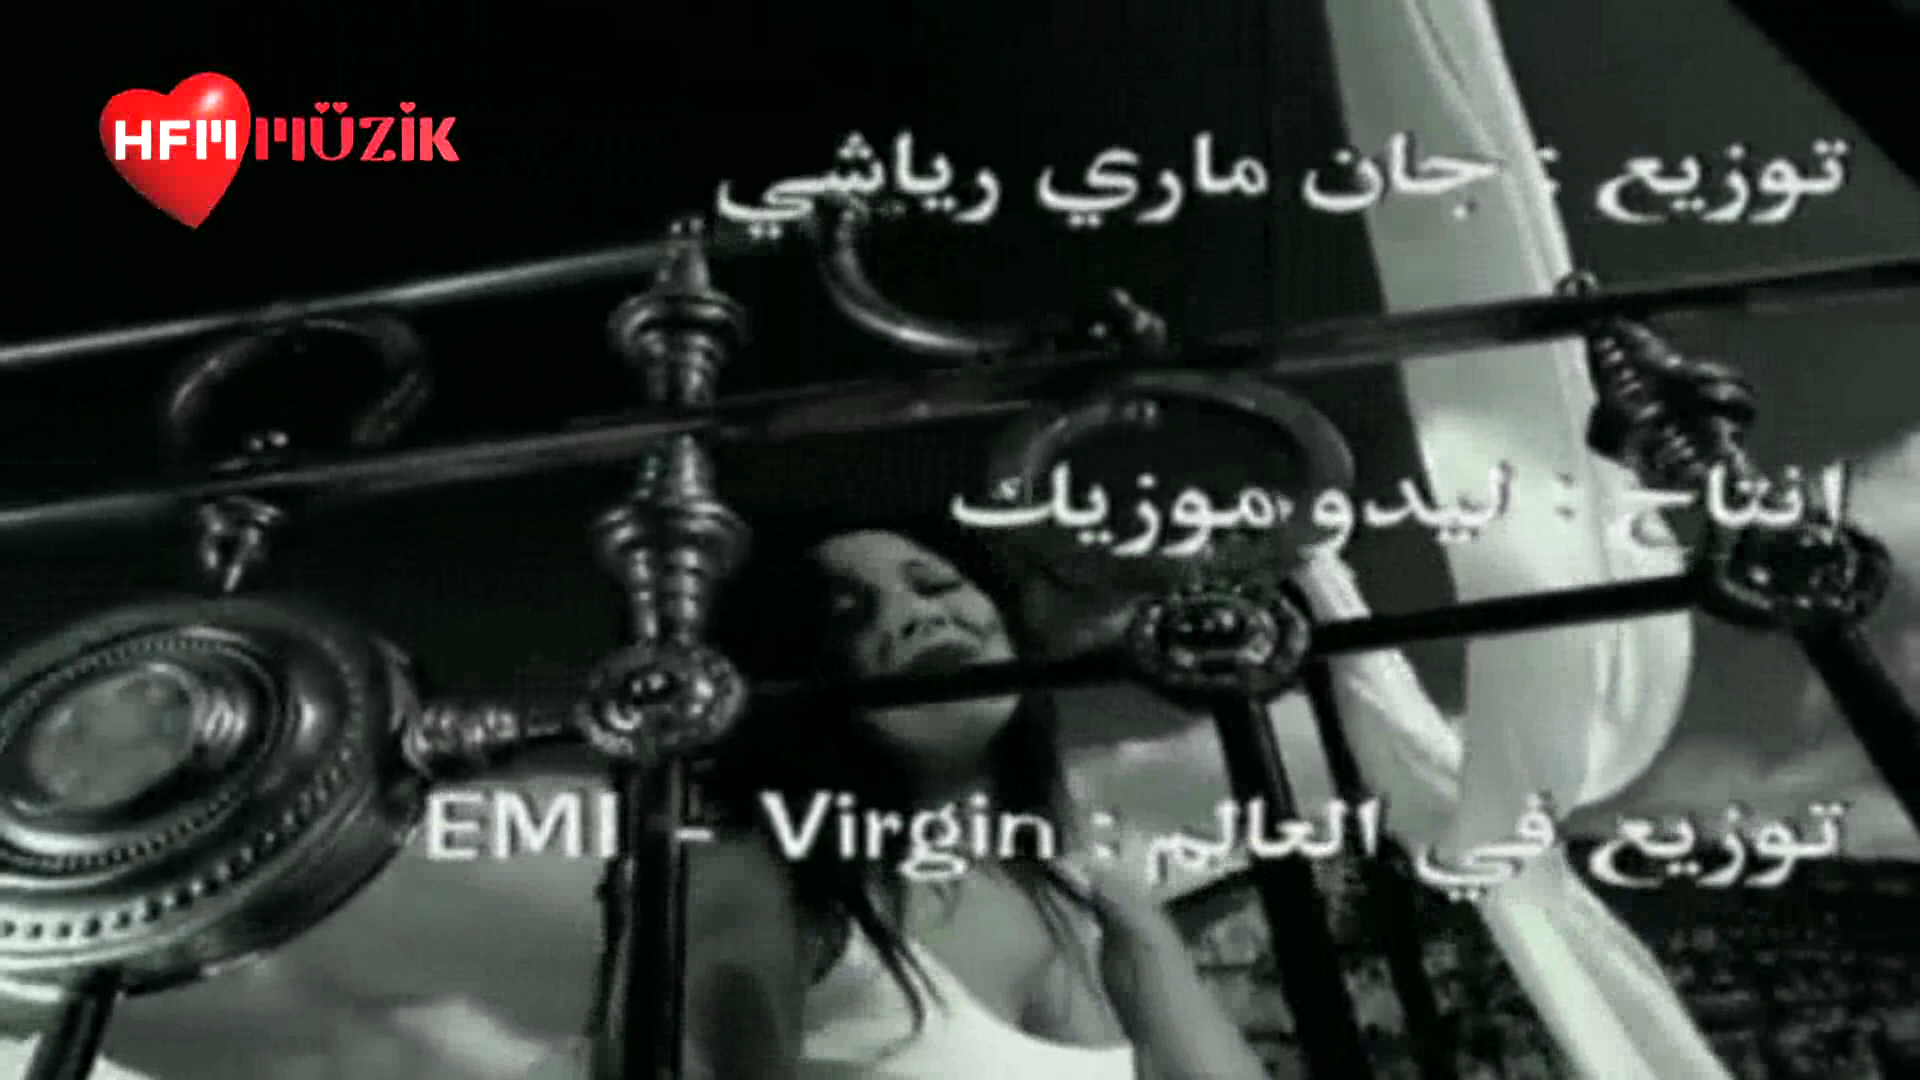 HFM MÜZİK
توزيع : جان ماري رياشي
انتاج : ليدو موزيك
توزيع في العالم : EMI - Virgin